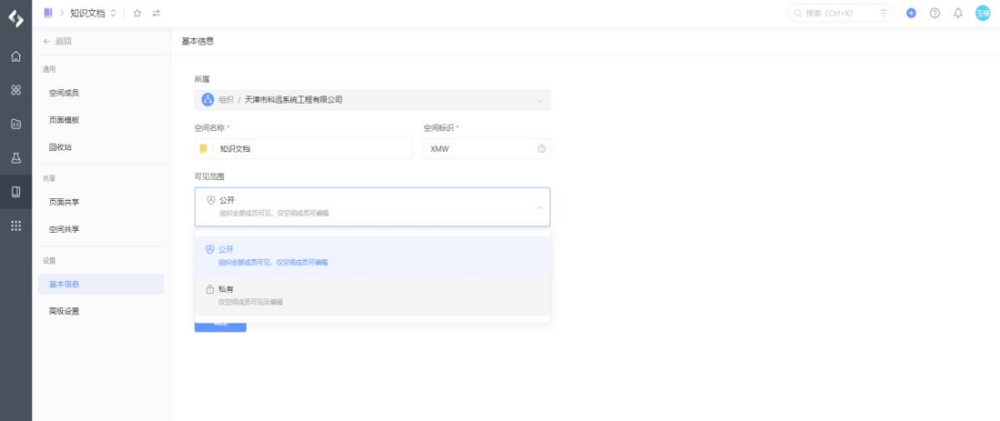 知识文档
搜索 (Ctrl+K)
返回
基本信息
通用
空间成员
页面模板
回收站
共享
页面共享
空间共享
设置
基本信息
高级设置
所属
组织 / 天津市科远系统工程有限公司
空间名称 * 空间标识 *
知识文档 XMW
可见范围
公开
组织全部成员可见，仅空间成员可编辑
公开
组织全部成员可见，仅空间成员可编辑
私有
仅空间成员可见及编辑